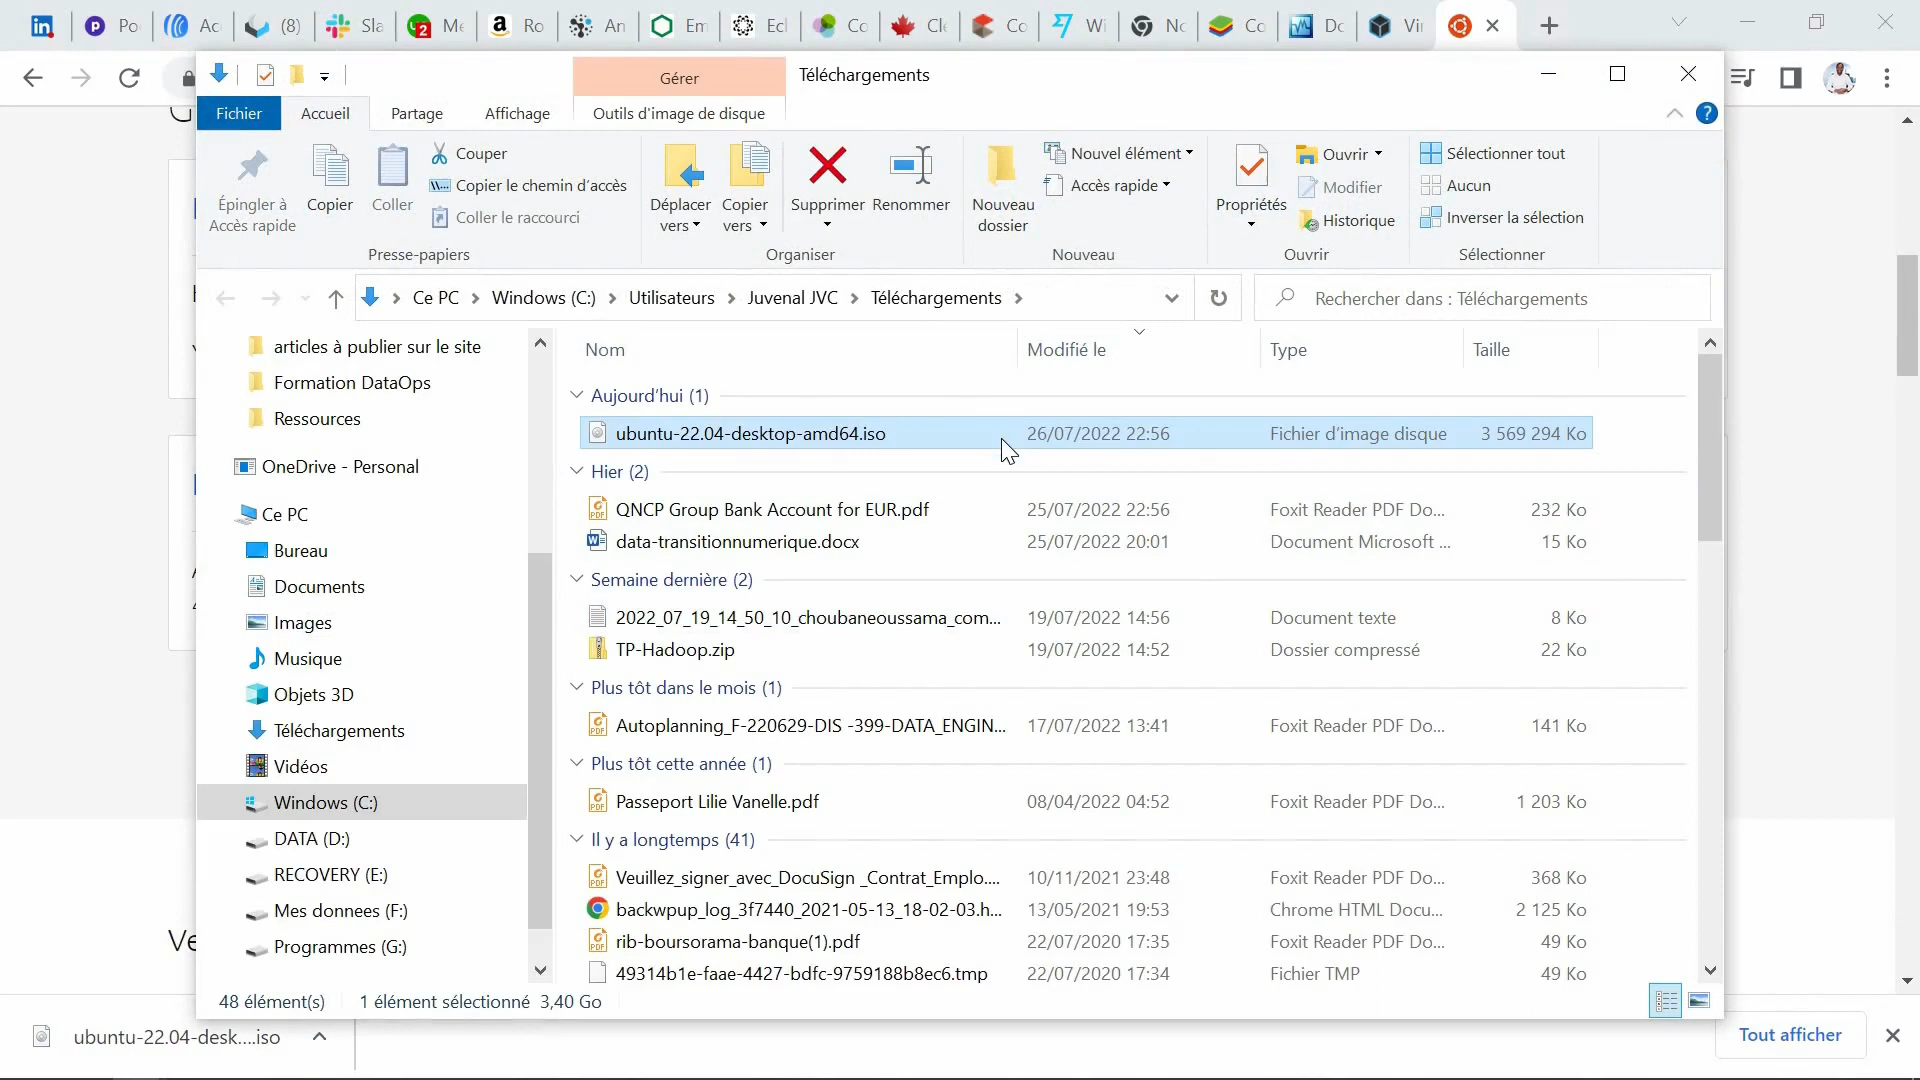 (8)
Sla
2
Me
Ro
An
Em
Ecl
Co
Cle
Co
Wi
No
Co
Do
Vir
Gérer
Téléchargements
Fichier
Accueil
Partage
Affichage
Outils d'image de disque
Épingler à
Accès rapide
Copier
Coller
Couper
Copier le chemin d'accès
Coller le raccourci
Presse-papiers
Déplacer
vers
Copier
vers
Supprimer
Renommer
Organiser
Nouveau
dossier
Nouvel élément
Accès rapide
Nouveau
Propriétés
Ouvrir
Modifier
Historique
Ouvrir
Sélectionner tout
Aucun
Inverser la sélection
Sélectionner
Ce PC
Windows (C:)
Utilisateurs
Juvenal JVC
Téléchargements
Rechercher dans : Téléchargements
articles à publier sur le site
Formation DataOps
Ressources
OneDrive - Personal
Ce PC
Bureau
Documents
Images
Musique
Objets 3D
Téléchargements
Vidéos
Windows (C:)
DATA (D:)
RECOVERY (E:)
Mes donnees (F:)
Programmes (G:)
Nom Modifié le Type Taille
Aujourd'hui (1)
ubuntu-22.04-desktop-amd64.iso 26/07/2022 22:56 Fichier d'image disque 3 569 294 Ko
Hier (2)
QNCP Group Bank Account for EUR.pdf 25/07/2022 22:56 Foxit Reader PDF Do... 232 Ko
data-transitionnumerique.docx 25/07/2022 20:01 Document Microsoft ... 15 Ko
Semaine dernière (2)
2022_07_19_14_50_10_choubaneoussama_com... 19/07/2022 14:56 Document texte 8 Ko
TP-Hadoop.zip 19/07/2022 14:52 Dossier compressé 22 Ko
Plus tôt dans le mois (1)
Autoplanning_F-220629-DIS -399-DATA_ENGIN... 17/07/2022 13:41 Foxit Reader PDF Do... 141 Ko
Plus tôt cette année (1)
Passeport Lilie Vanelle.pdf 08/04/2022 04:52 Foxit Reader PDF Do... 1 203 Ko
Il y a longtemps (41)
Veuillez_signer_avec_DocuSign _Contrat_Emplo.... 10/11/2021 23:48 Foxit Reader PDF Do... 368 Ko
backwpup_log_3f7440_2021-05-13_18-02-03.h... 13/05/2021 19:53 Chrome HTML Docu... 2 125 Ko
rib-boursorama-banque(1).pdf 22/07/2020 17:35 Foxit Reader PDF Do... 49 Ko
49314b1e-faae-4427-bdfc-9759188b8ec6.tmp 22/07/2020 17:34 Fichier TMP 49 Ko
48 élément(s) 1 élément sélectionné 3,40 Go
ubuntu-22.04-desk....iso
Tout afficher